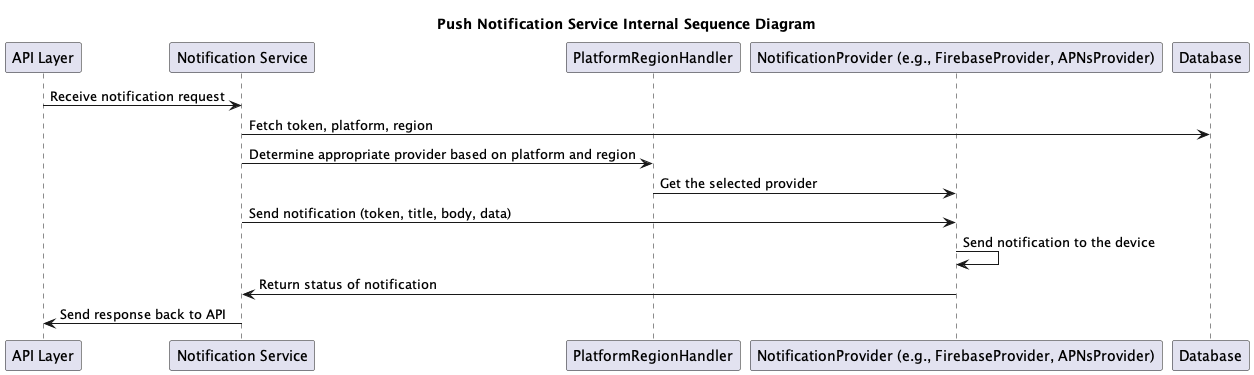 Push Notification Service Internal Sequence Diagram
API Layer
Notification Service
PlatformRegionHandler
NotificationProvider (e.g., FirebaseProvider, APNsProvider)
Database
Receive notification request
Fetch token, platform, region
Determine appropriate provider based on platform and region
Get the selected provider
Send notification (token, title, body, data)
Send notification to the device
Return status of notification
Send response back to API
API Layer
Notification Service
PlatformRegionHandler
NotificationProvider (e.g., FirebaseProvider, APNsProvider)
Database